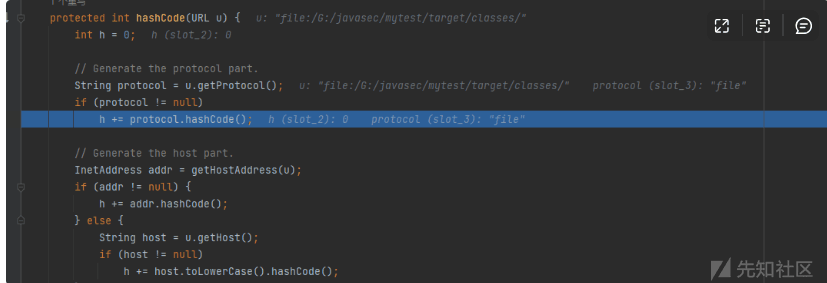 个重写
protected int hashCode(URL u) { u: "file:/G:/javasec/mytest/target/classes/"
int h = 0; h (slot_2): 0
// Generate the protocol part.
String protocol = u.getProtocol(); u: "file:/G:/javasec/mytest/target/classes/" protocol (slot_3): "file"
if (protocol != null)
h += protocol.hashCode(); h (slot_2): 0 protocol (slot_3): "file"
// Generate the host part.
InetAddress addr = getHostAddress(u);
if (addr != null) {
h += addr.hashCode();
} else {
String host = u.getHost();
if (host != null)
h += host.toLowerCase().hashCode();
先知社区